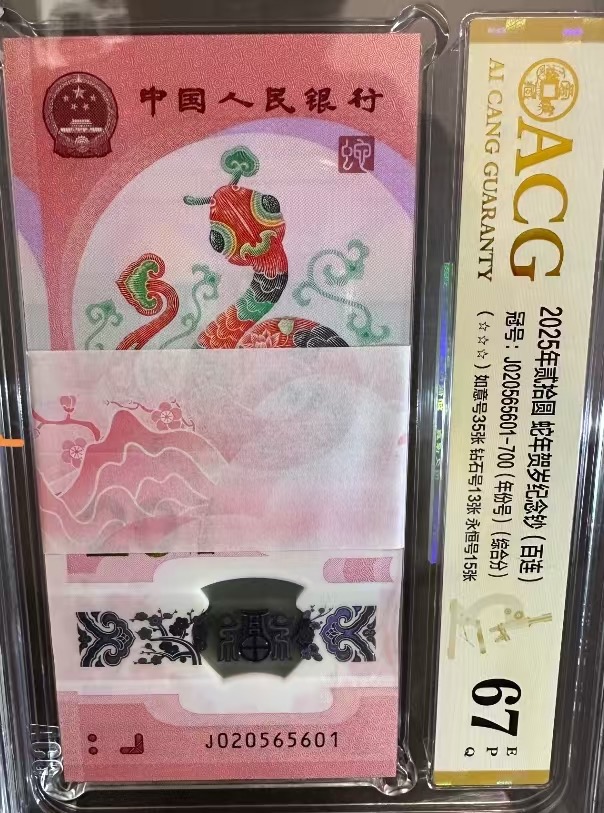 中国人民银行
蛇
J020565601
ACG
AI CANG GUARANTY
2025年贰拾圆 蛇年贺岁纪念钞（百连）
冠号：J020565601-700（年份号）（综合分）
（☆☆☆）如意号35张 钻石号13张 永恒号15张
67
E
P
Q